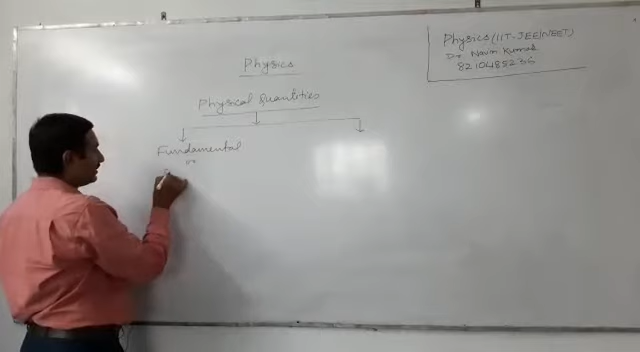 Physics
Physics (IIT-JEE/NEET)
Dr Navin Kumar
8210485236
Physical Quantities
Fundamental